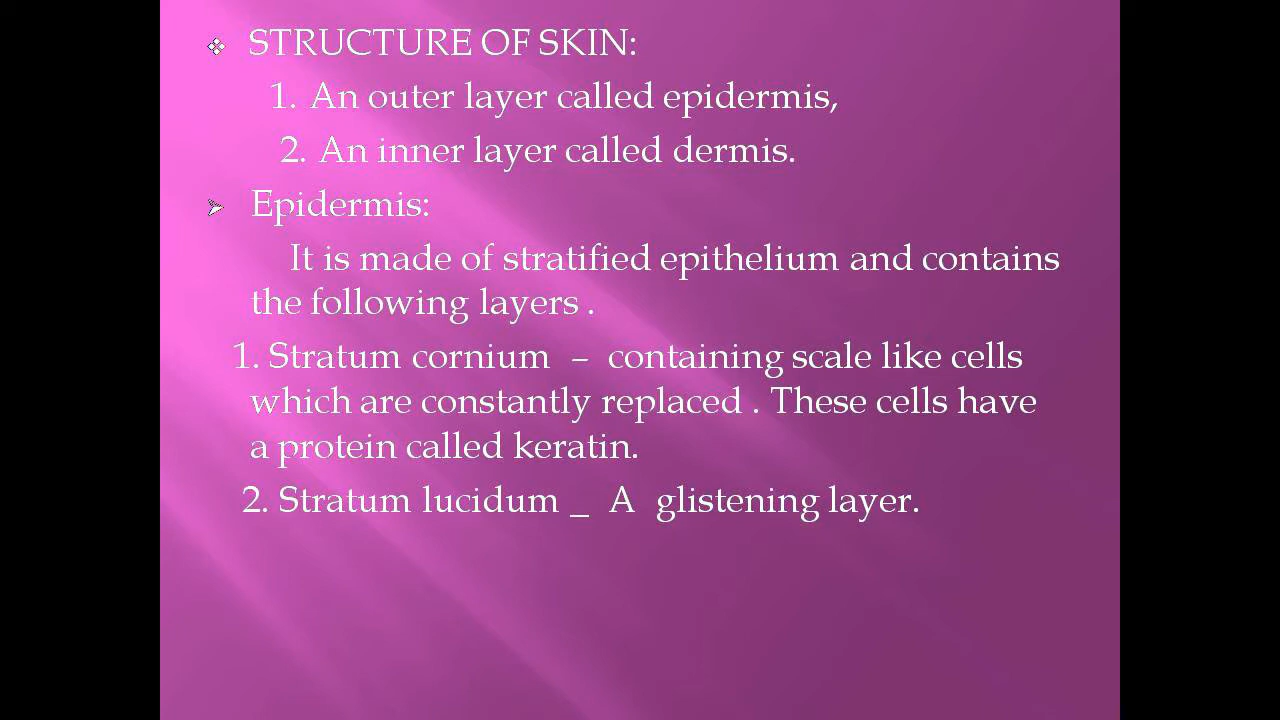 STRUCTURE OF SKIN:
1. An outer layer called epidermis,
2. An inner layer called dermis.
Epidermis:
It is made of stratified epithelium and contains
the following layers .
1. Stratum cornium – containing scale like cells
which are constantly replaced . These cells have
a protein called keratin.
2. Stratum lucidum _ A glistening layer.